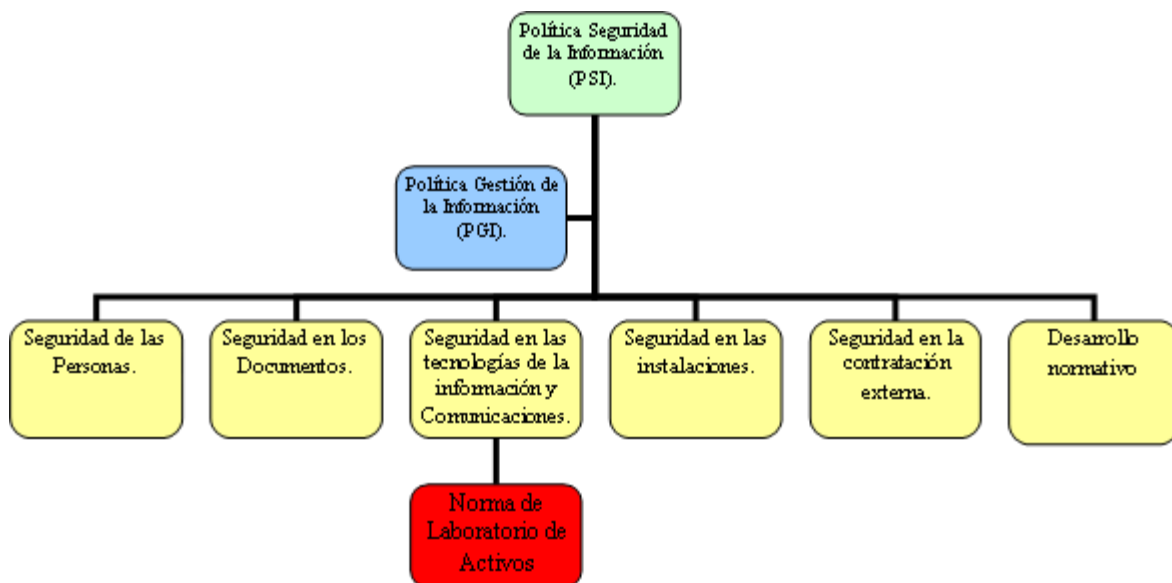 Política Seguridad
de la Información
(PSI).
Política Gestión de
la Información
(PGI).
Seguridad de las
Personas.
Seguridad en los
Documentos.
Seguridad en las
tecnologías de la
información y
Comunicaciones.
Seguridad en las
instalaciones.
Seguridad en la
contratación
externa.
Desarrollo
normativo
Norma de
Laboratorio de
Activos